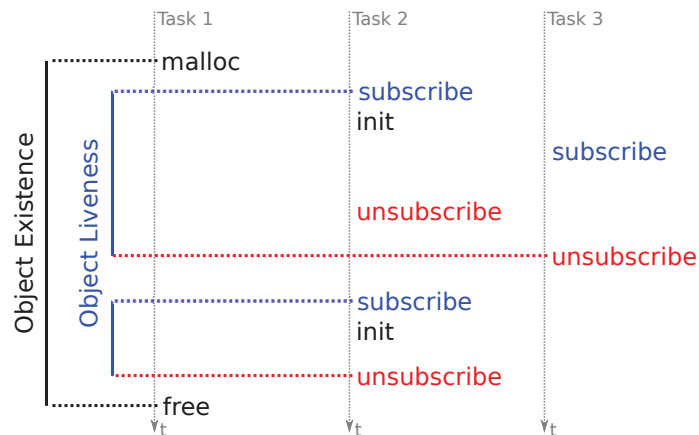 Task 1
Task 2
Task 3
malloc
subscribe
init
subscribe
unsubscribe
unsubscribe
subscribe
init
unsubscribe
free
Object Existence
Object Liveness
t
t
t